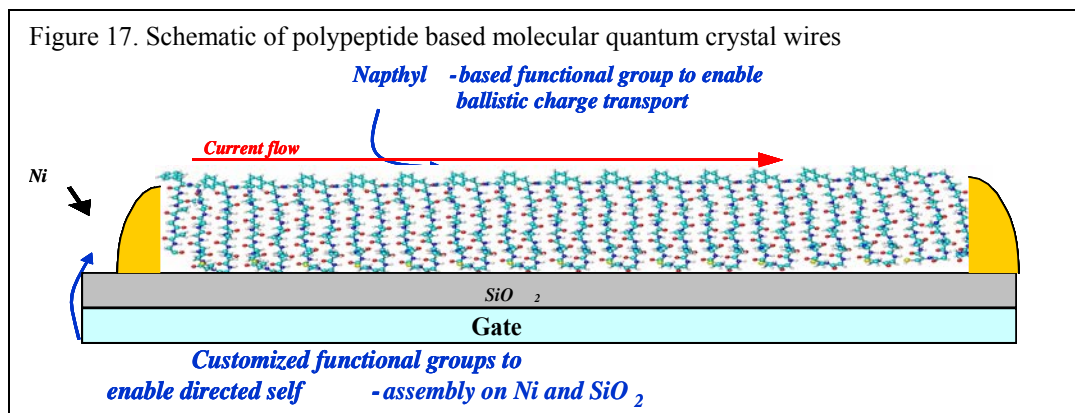 Figure 17. Schematic of polypeptide based molecular quantum crystal wires
Napthyl -based functional group to enable
ballistic charge transport
Current flow
Ni
SiO 2
Gate
Customized functional groups to
enable directed self -assembly on Ni and SiO 2